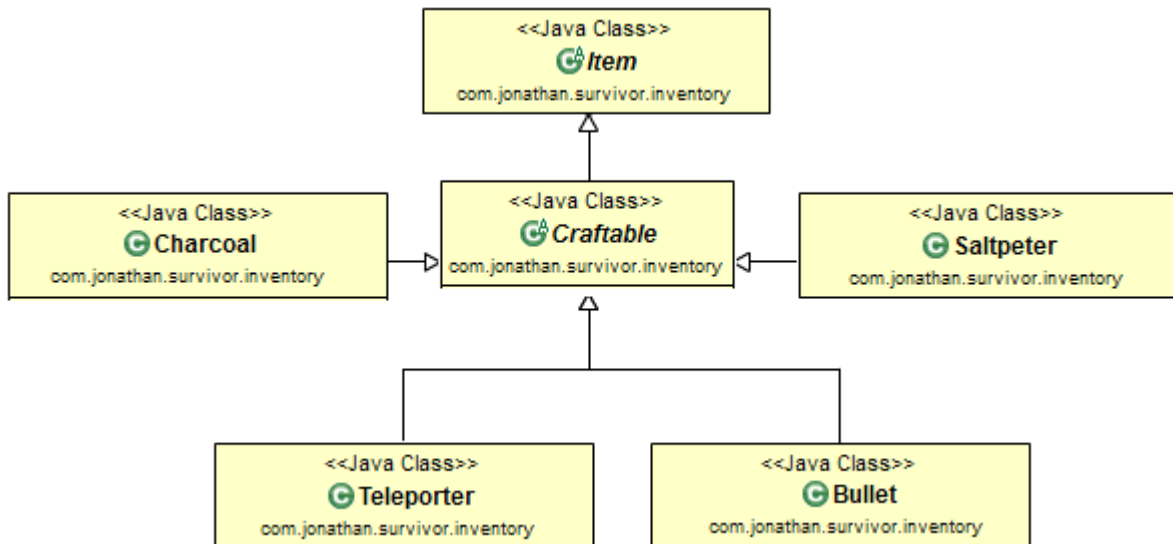 <<Java Class>>
Item
com.jonathan.survivor.inventory
<<Java Class>>
Charcoal
com.jonathan.survivor.inventory
<<Java Class>>
Craftable
com.jonathan.survivor.inventory
<<Java Class>>
Saltpeter
com.jonathan.survivor.inventory
<<Java Class>>
Teleporter
com.jonathan.survivor.inventory
<<Java Class>>
Bullet
com.jonathan.survivor.inventory